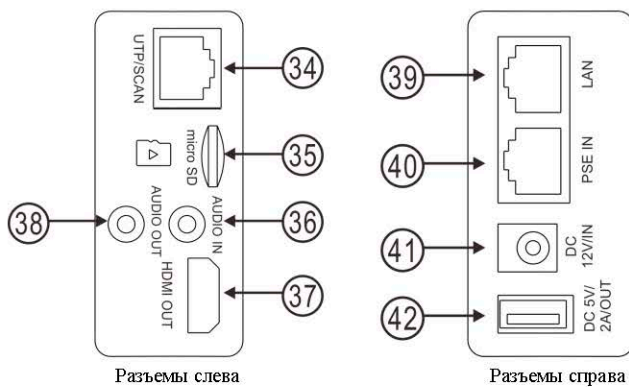 UTP/SCAN
34
micro SD
35
AUDIO IN
36
AUDIO OUT
38
HDMI OUT
37
Разъемы слева
39
LAN
40
PSE IN
41
DC
12V/IN
42
DC 5V/
2A/OUT
Разъемы справа